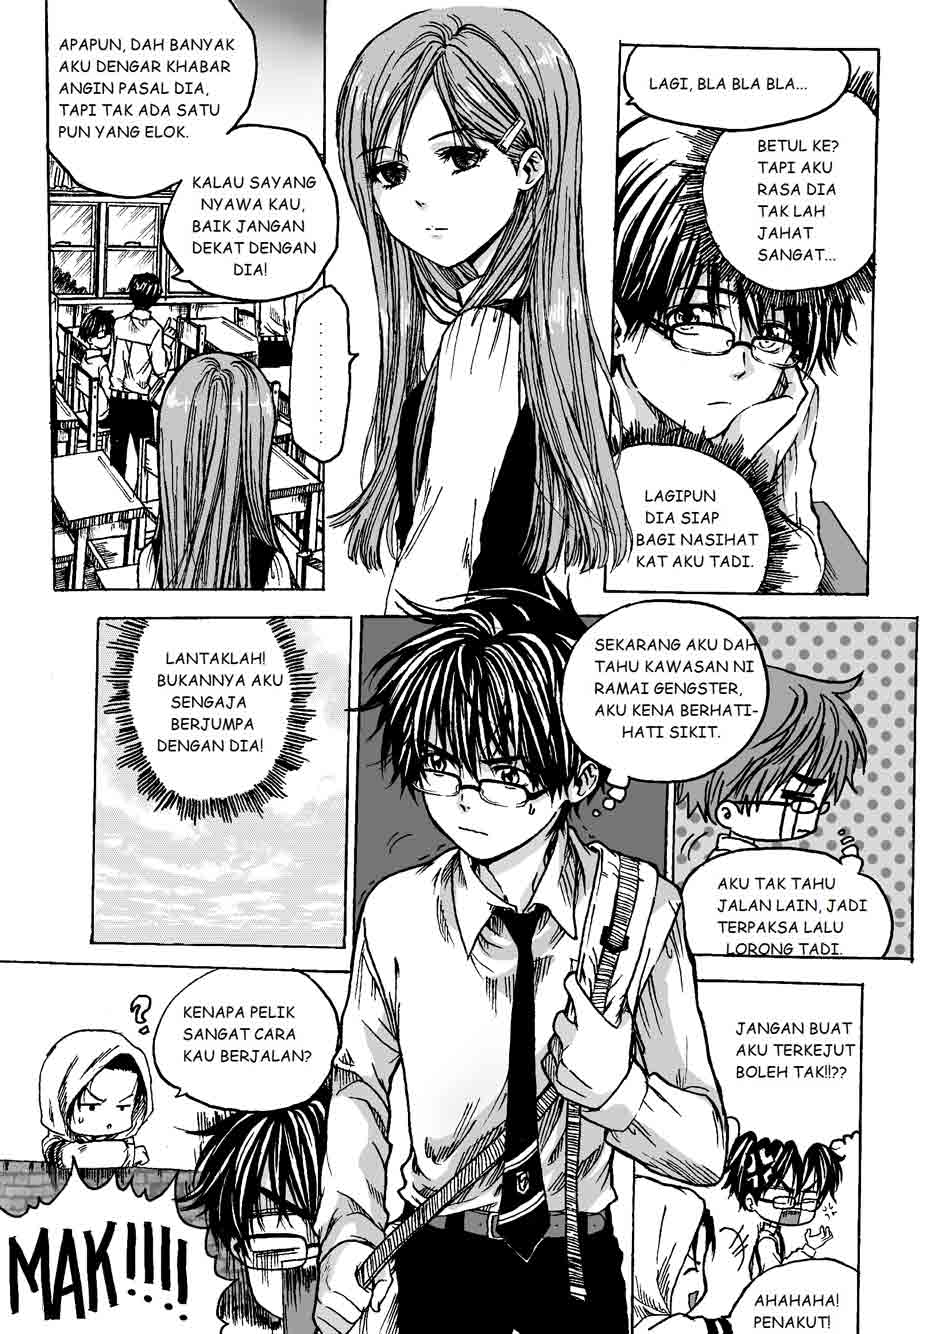 APAPUN, DAH BANYAK
AKU DENGAR KHABAR
ANGIN PASAL DIA,
TAPI TAK ADA SATU
PUN YANG ELOK.
KALAU SAYANG
NYAWA KAU,
BAIK JANGAN
DEKAT DENGAN
DIA!
........
LAGI, BLA BLA BLA...
BETUL KE?
TAPI AKU
RASA DIA
TAK LAH
JAHAT
SANGAT...
LAGIPUN
DIA SIAP
BAGI NASIHAT
KAT AKU TADI.
LANTAKLAH!
BUKANNYA AKU
SENGAJA
BERJUMPA
DENGAN DIA!
SEKARANG AKU DAH
TAHU KAWASAN NI
RAMAI GENGSTER,
AKU KENA BERHATI-
HATI SIKIT.
AKU TAK TAHU
JALAN LAIN, JADI
TERPAKSA LALU
LORONG TADI.
?
KENAPA PELIK
SANGAT CARA
KAU BERJALAN?
MAK!!!!
JANGAN BUAT
AKU TERKEJUT
BOLEH TAK!!??
AHAHAHA!
PENAKUT!